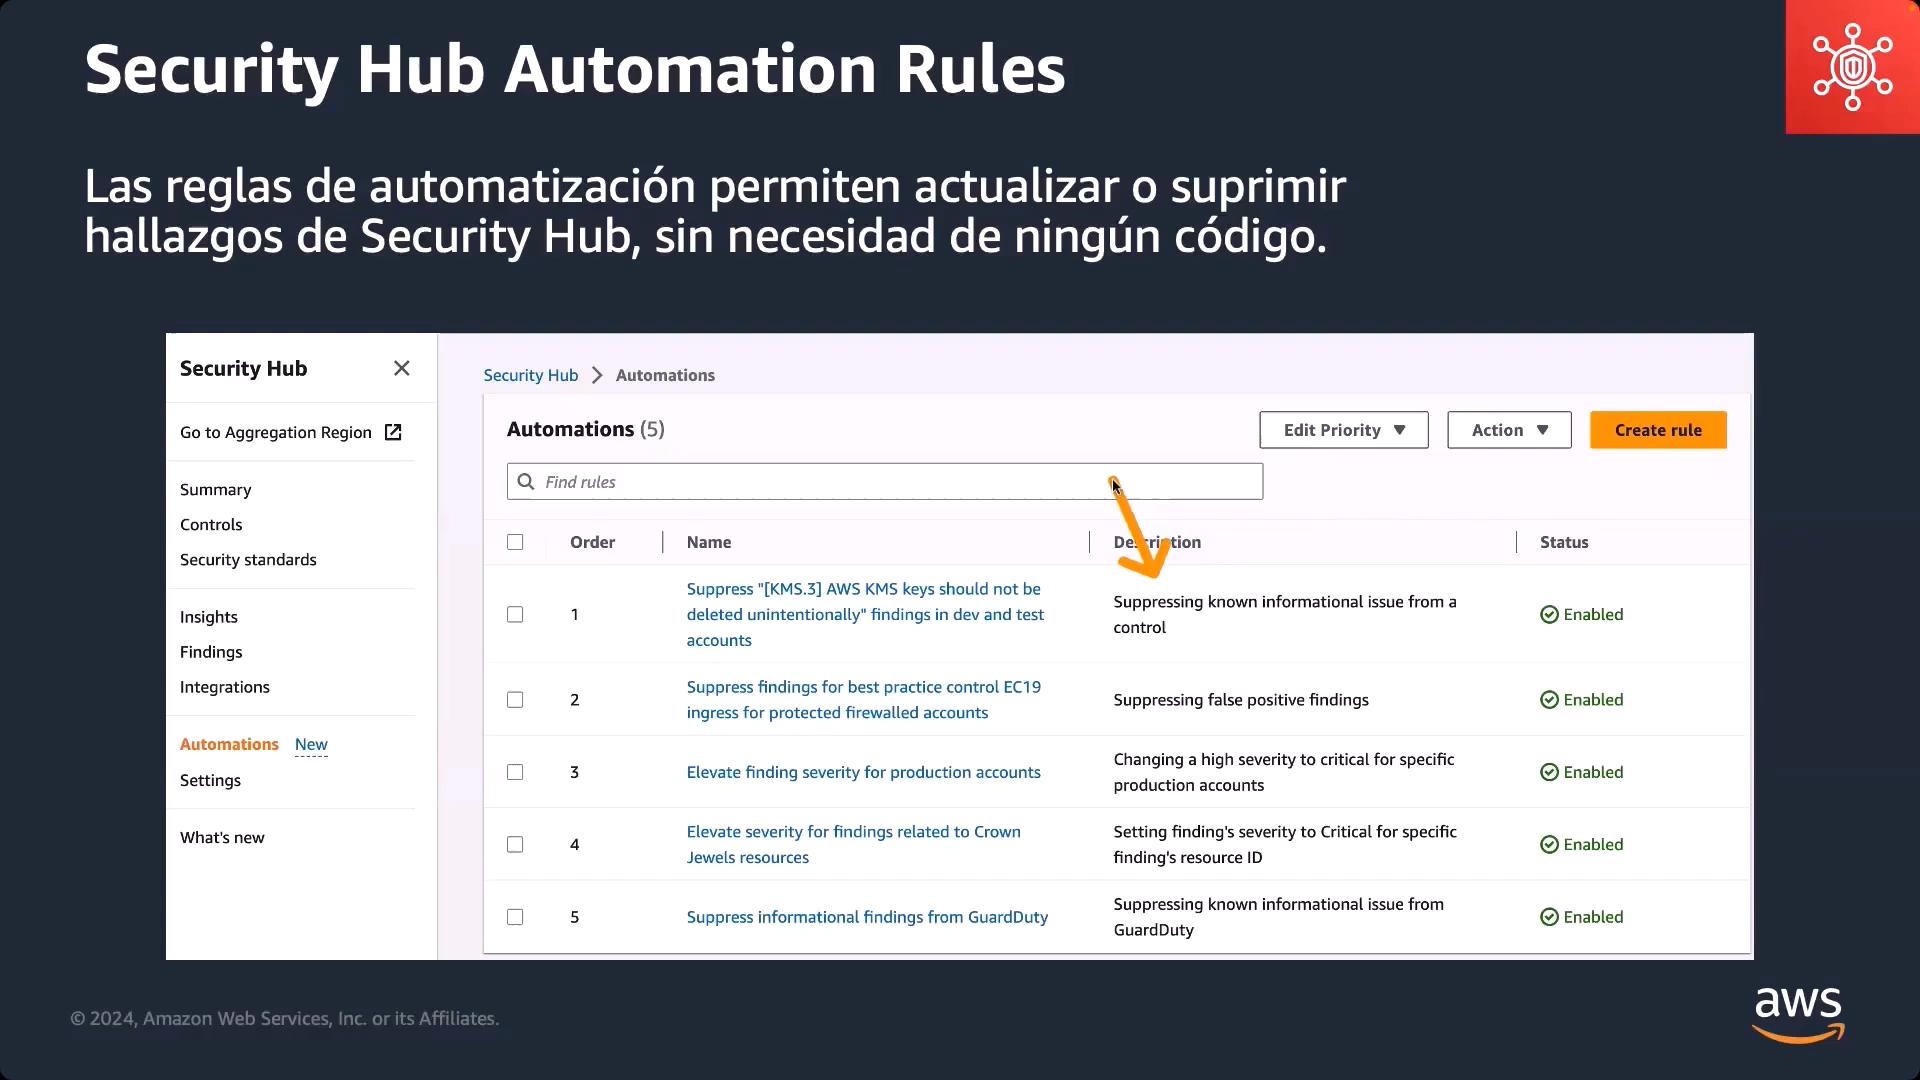 Security Hub Automation Rules
Las reglas de automatización permiten actualizar o suprimir
hallazgos de Security Hub, sin necesidad de ningún código.
Security Hub
Go to Aggregation Region
Summary
Controls
Security standards
Insights
Findings
Integrations
Automations New
Settings
What's new
Security Hub > Automations
Automations (5)
Edit Priority
Action
Create rule
Find rules
Order Name Description Status
1
Suppress "[KMS.3] AWS KMS keys should not be
deleted unintentionally" findings in dev and test
accounts
Suppressing known informational issue from a
control
Enabled
2
Suppress findings for best practice control EC19
ingress for protected firewalled accounts
Suppressing false positive findings
Enabled
3
Elevate finding severity for production accounts
Changing a high severity to critical for specific
production accounts
Enabled
4
Elevate severity for findings related to Crown
Jewels resources
Setting finding's severity to Critical for specific
finding's resource ID
Enabled
5
Suppress informational findings from GuardDuty
Suppressing known informational issue from
GuardDuty
Enabled
© 2024, Amazon Web Services, Inc. or its Affiliates.
aws